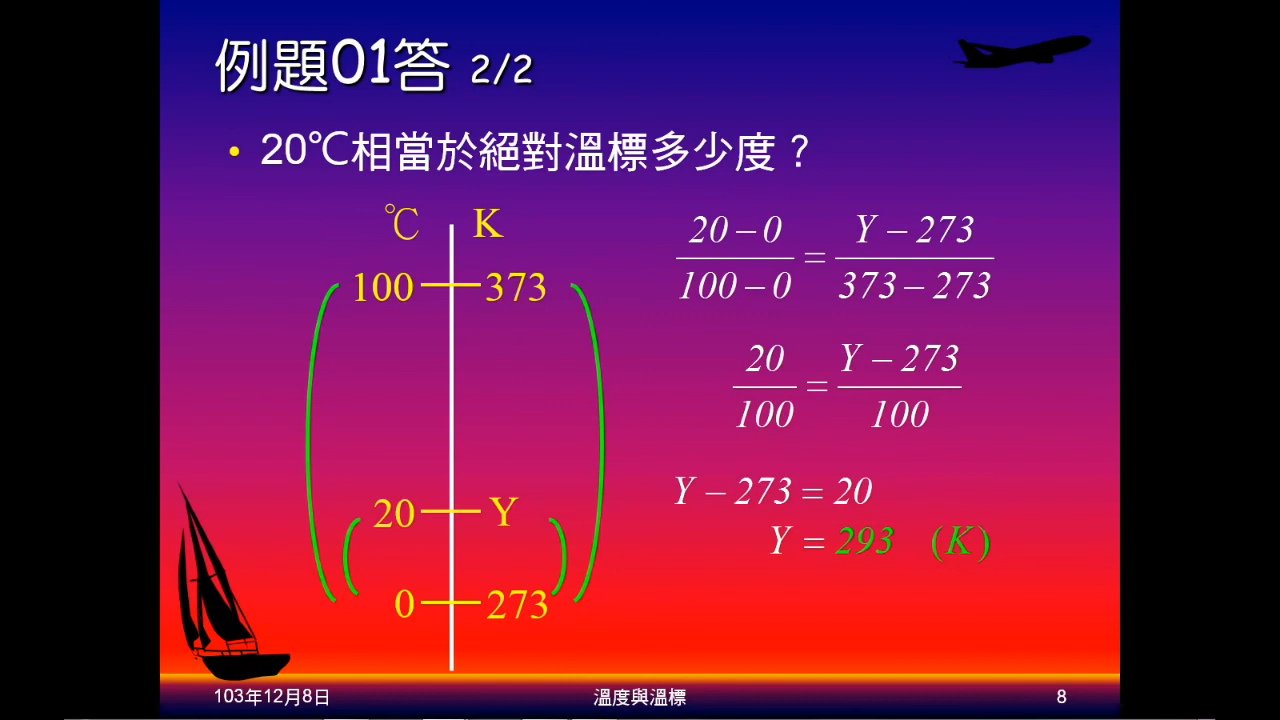 例題01答 2/2
• 20℃相當於絕對溫標多少度？
℃ K
100 373
20 Y
0 273
20 – 0 / 100 – 0 = Y – 273 / 373 – 273
20 / 100 = Y – 273 / 100
Y – 273 = 20
Y = 293 (K)
103年12月8日
溫度與溫標
8